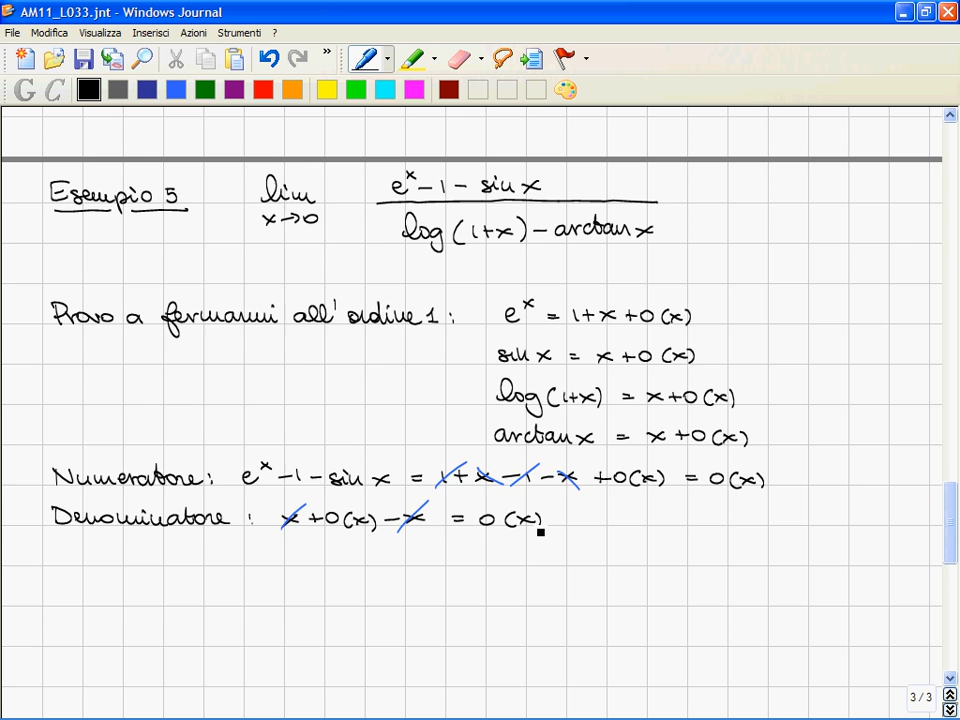 AM11_L033.jnt - Windows Journal
File Modifica Visualizza Inserisci Azioni Strumenti ?
Esempio 5 lim x→0 (e^x - 1 - sin x) / (log(1+x) - arctan x)
Provo a fermarmi all'ordine 1: e^x = 1+x+o(x)
sin x = x+o(x)
log(1+x) = x+o(x)
arctan x = x+o(x)
Numeratore: e^x - 1 - sin x = 1+x-1-x +o(x) = o(x)
Denominatore: x+o(x)-x = o(x)
3 / 3